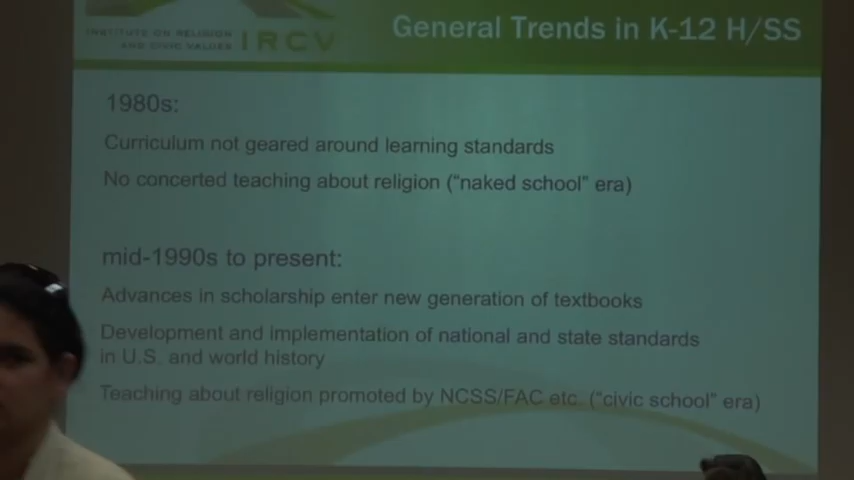 INSTITUTE ON RELIGION
AND CIVIC VALUES
IRCV
General Trends in K-12 H/SS
1980s:
Curriculum not geared around learning standards
No concerted teaching about religion (“naked school” era)
mid-1990s to present:
Advances in scholarship enter new generation of textbooks
Development and implementation of national and state standards
in U.S. and world history
Teaching about religion promoted by NCSS/FAC etc. (“civic school” era)